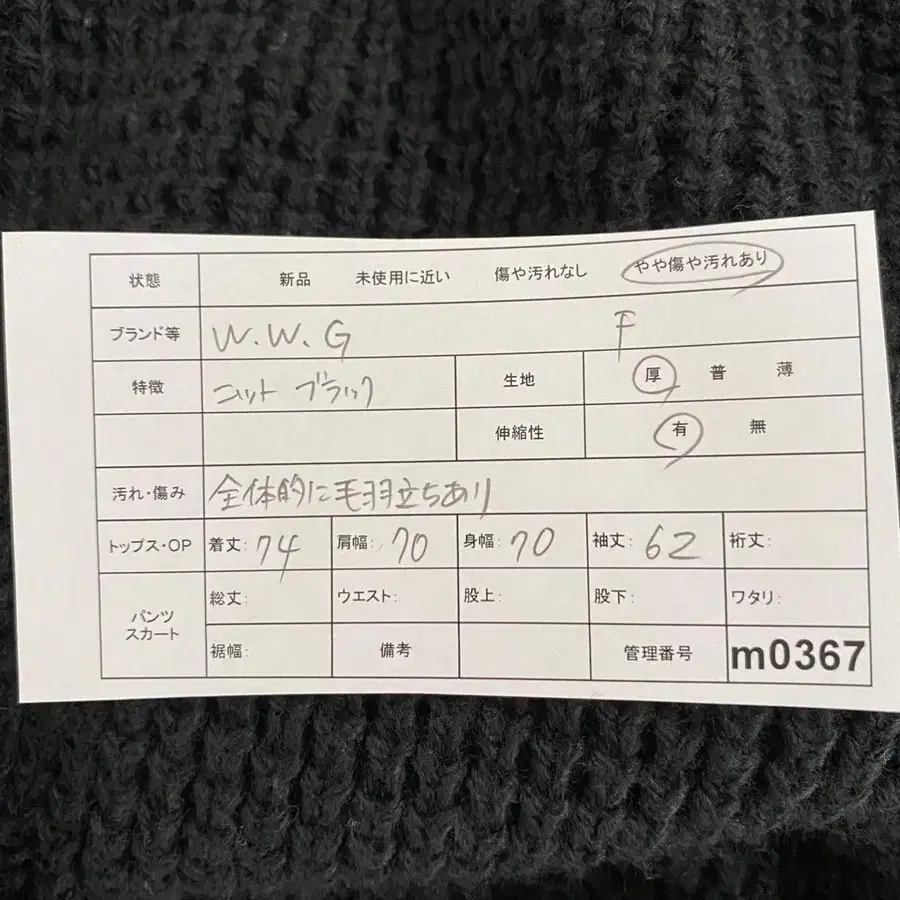 状態 新品 未使用に近い 傷や汚れなし やや傷や汚れあり
ブランド等 W.W.G F
特徴 ニット ブラック 生地 厚 普 薄
伸縮性 有 無
汚れ・傷み 全体的に毛羽立ちあり
トップス・OP 着丈: 74 肩幅: 70 身幅: 70 袖丈: 62 裄丈:
パンツ スカート 総丈: ウエスト: 股上: 股下: ワタリ:
裾幅: 備考 管理番号 m0367